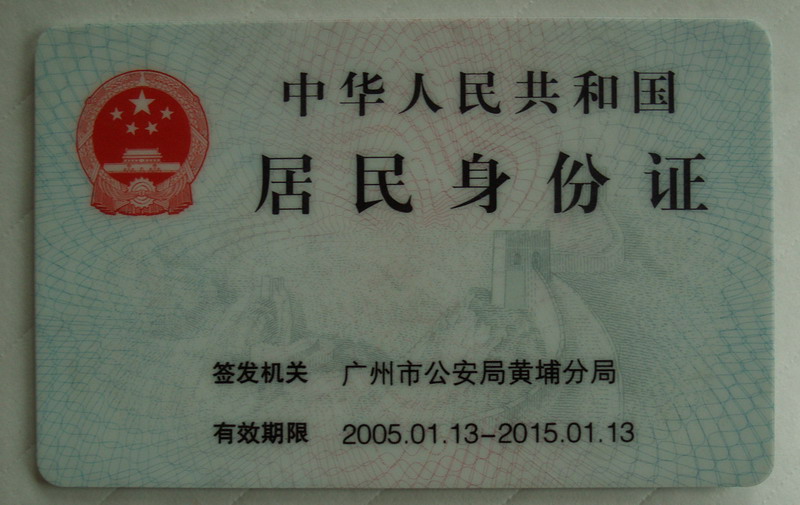 中华人民共和国
居民身份证
签发机关 广州市公安局黄埔分局
有效期限 2005.01.13-2015.01.13